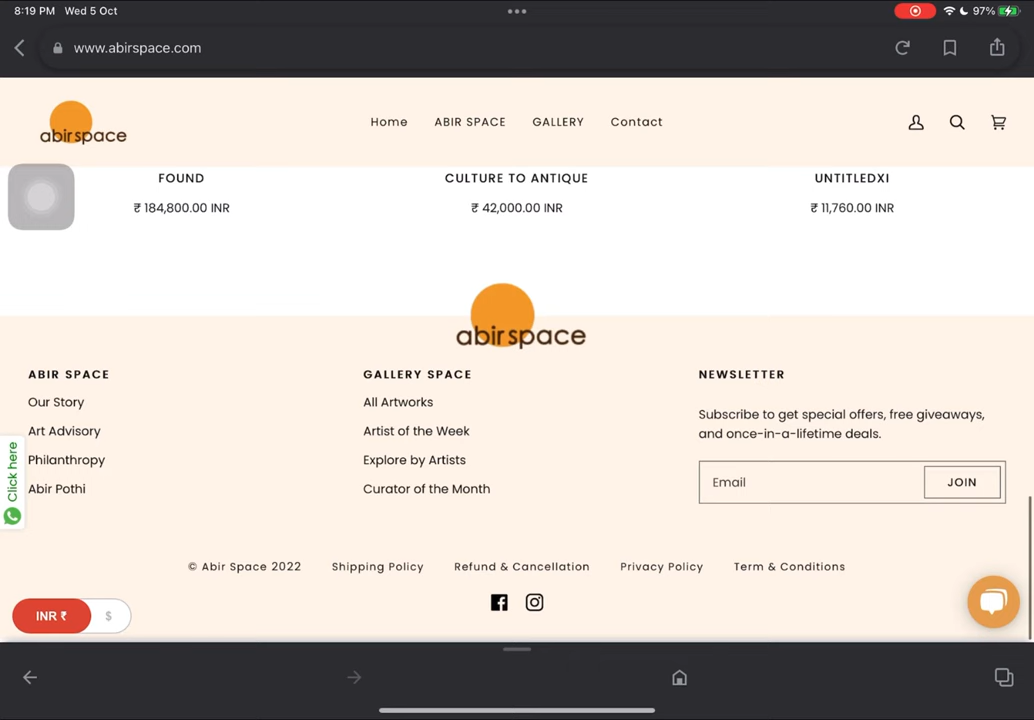 8:19 PM Wed 5 Oct
97%
www.abirspace.com
abirspace
Home ABIR SPACE GALLERY Contact
FOUND CULTURE TO ANTIQUE UNTITLEDXI
₹ 184,800.00 INR ₹ 42,000.00 INR ₹ 11,760.00 INR
abirspace
ABIR SPACE
Our Story
Art Advisory
Philanthropy
Abir Pothi
GALLERY SPACE
All Artworks
Artist of the Week
Explore by Artists
Curator of the Month
NEWSLETTER
Subscribe to get special offers, free giveaways,
and once-in-a-lifetime deals.
Email JOIN
Click here
© Abir Space 2022 Shipping Policy Refund & Cancellation Privacy Policy Term & Conditions
INR ₹ $